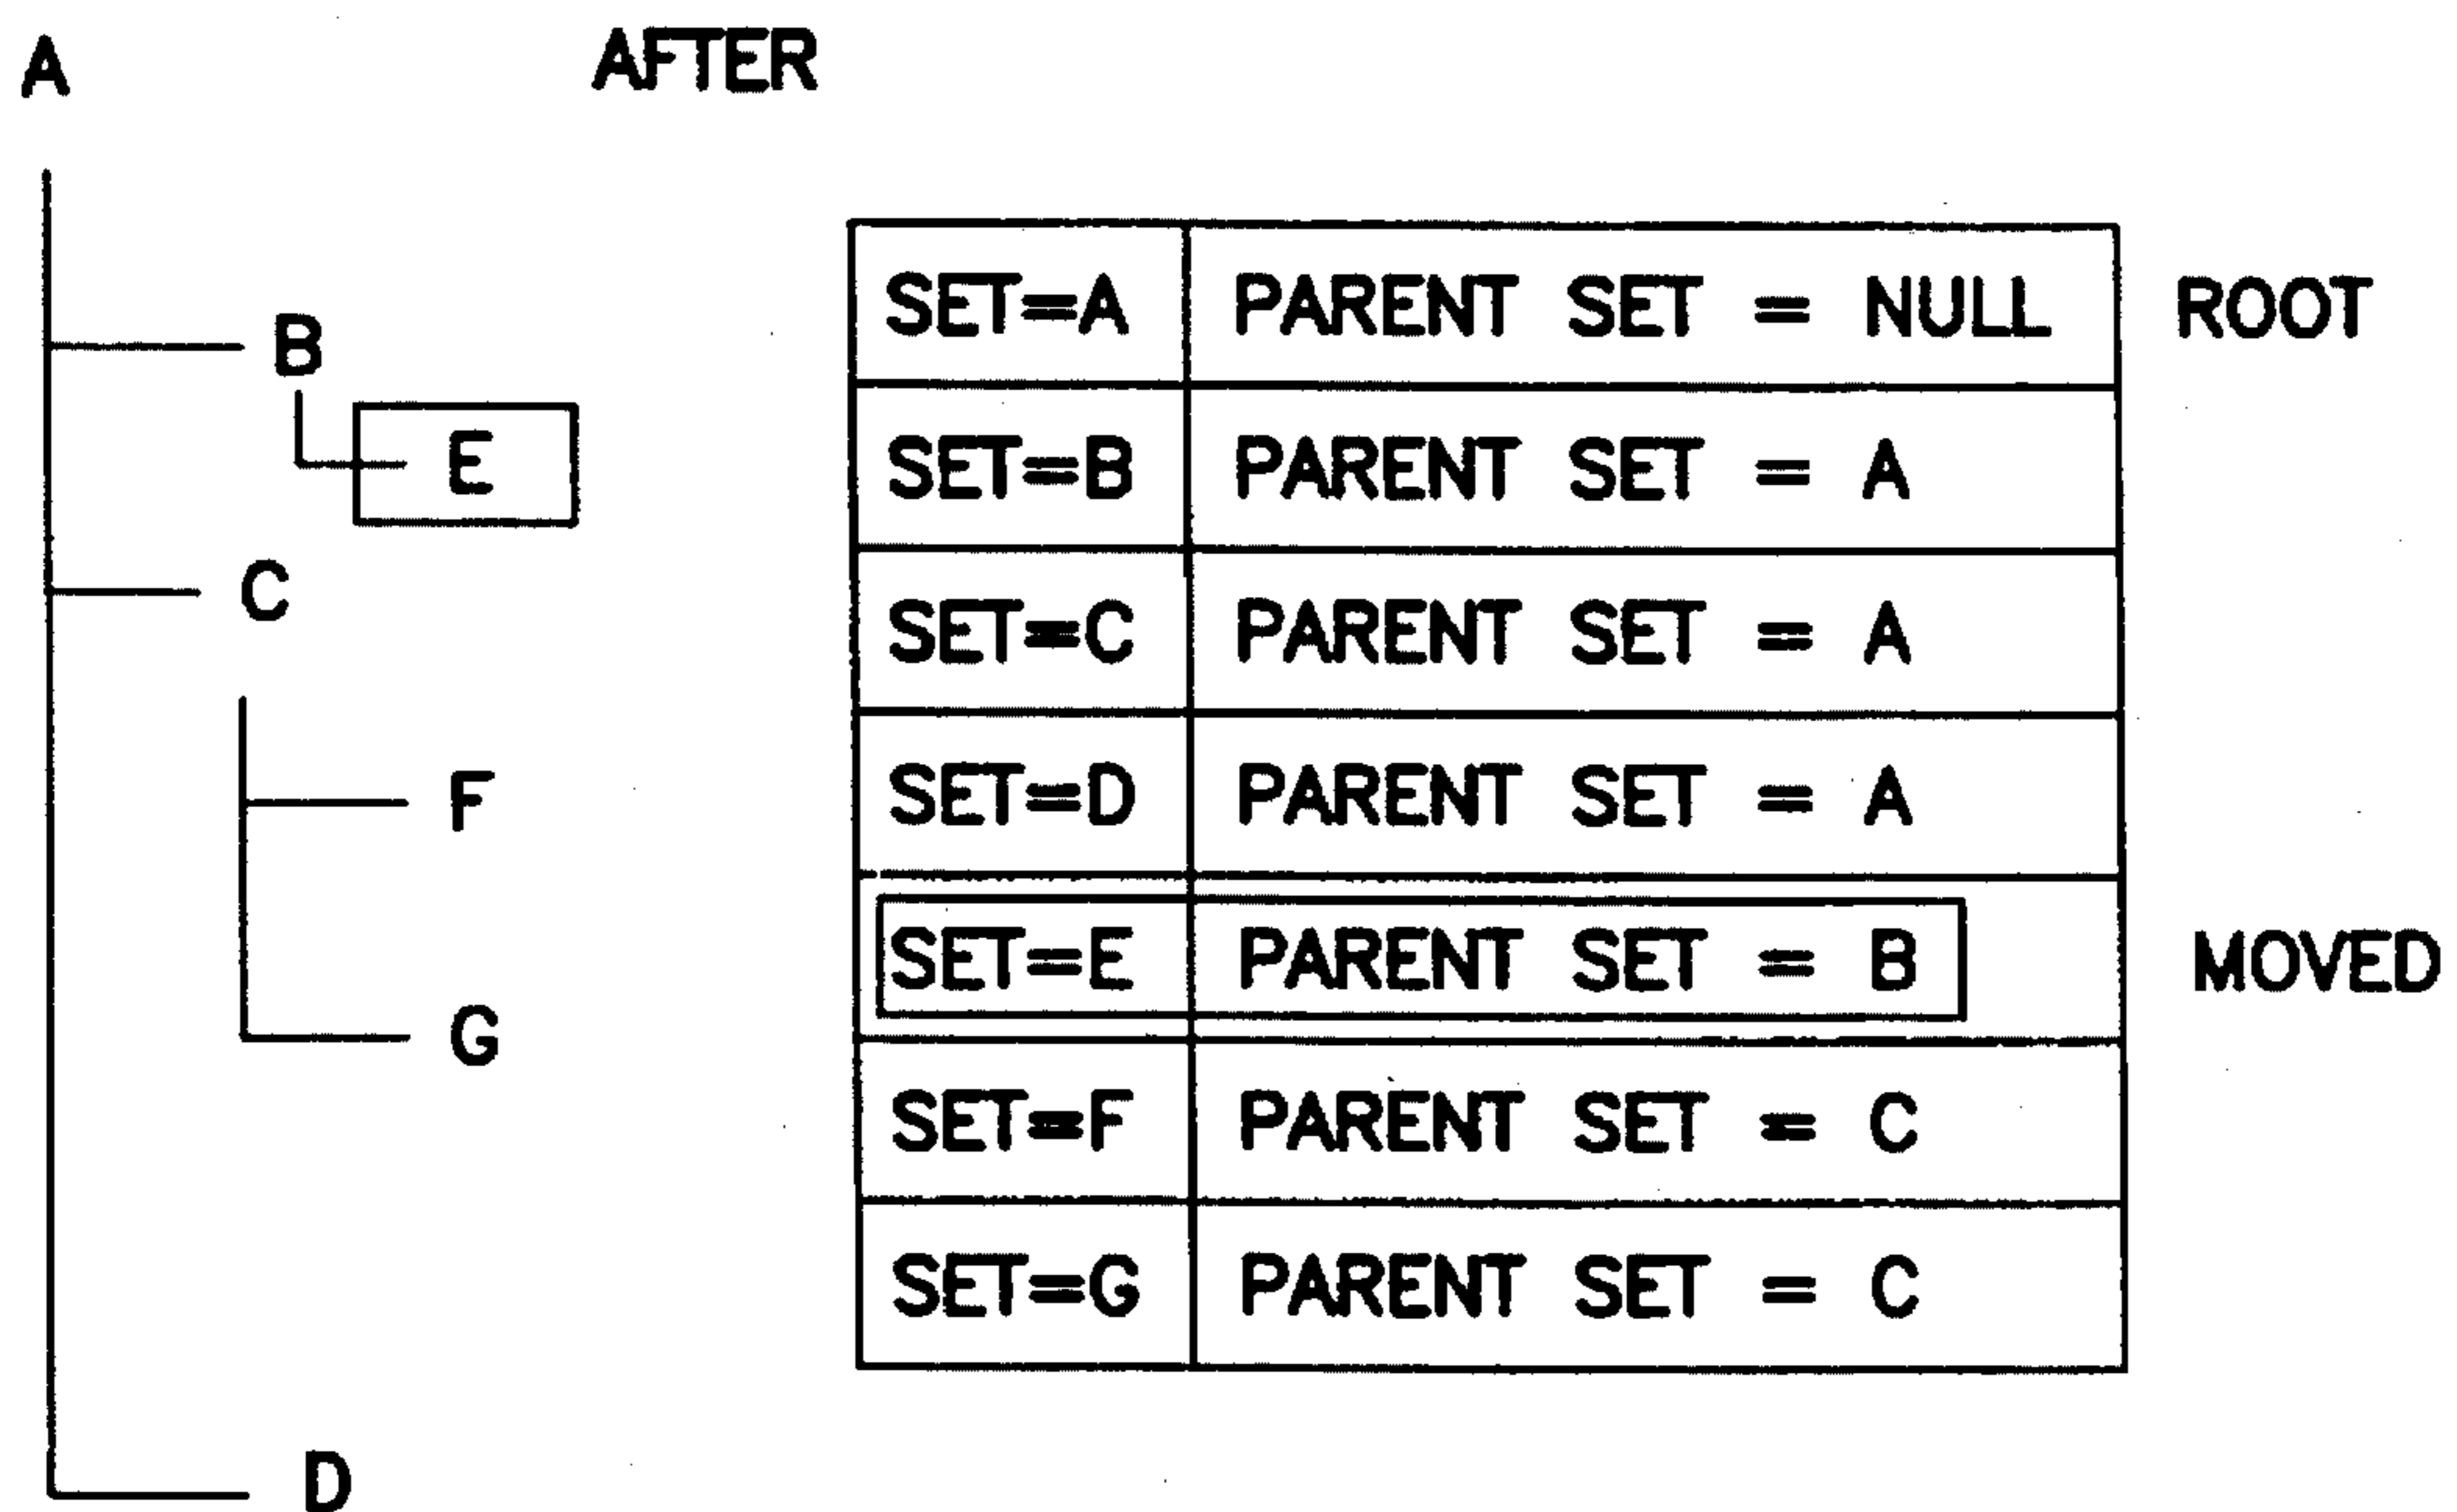 A
AFTER
B
E
C
F
G
D
SET=A PARENT SET = NULL ROOT
SET=B PARENT SET = A
SET=C PARENT SET = A
SET=D PARENT SET = A
SET=E PARENT SET = B MOVED
SET=F PARENT SET = C
SET=G PARENT SET = C